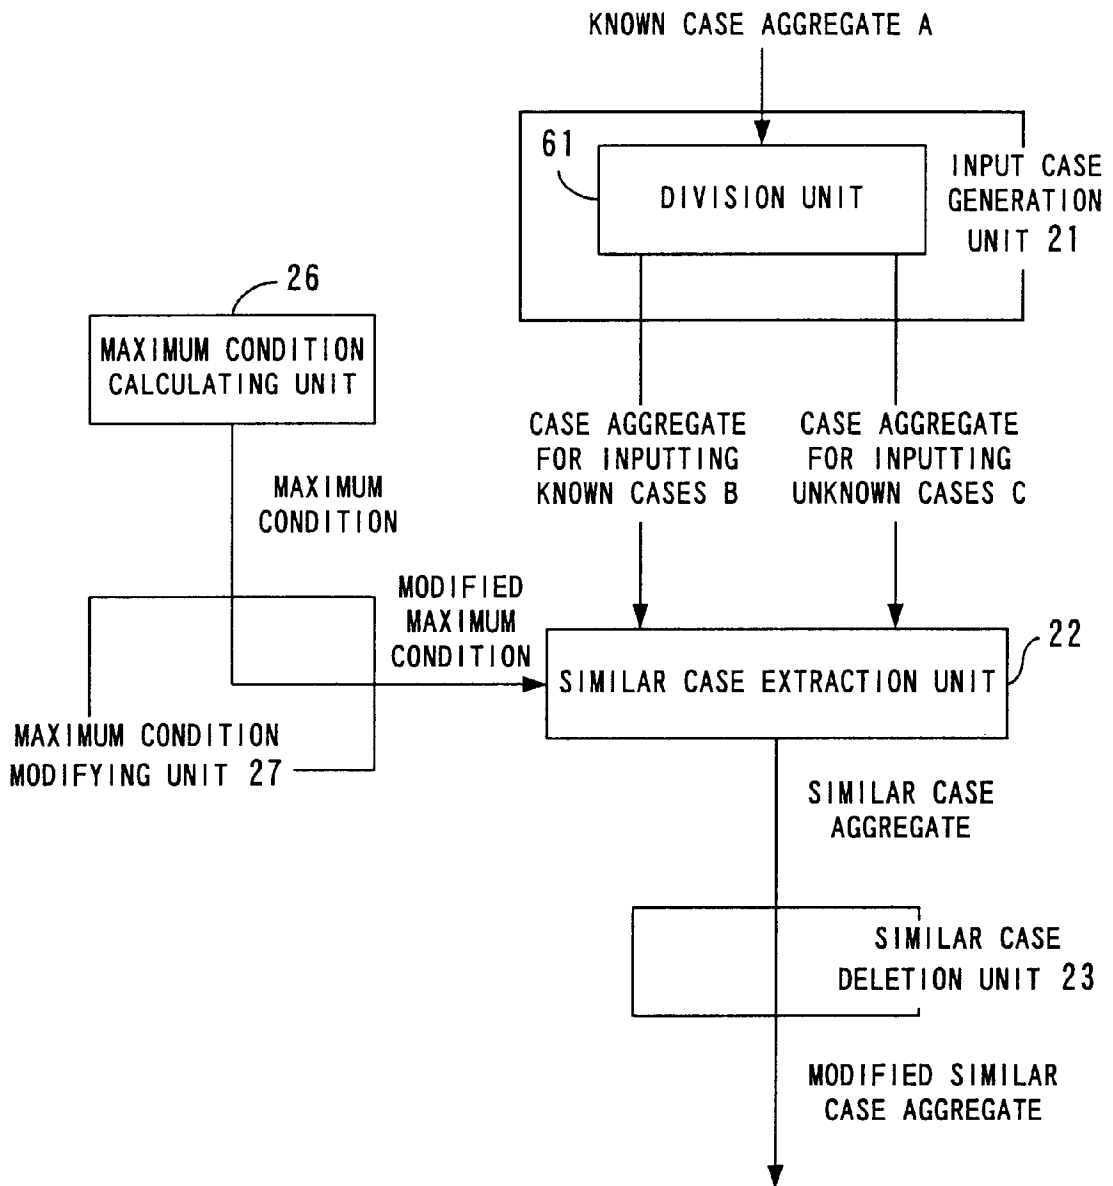 KNOWN CASE AGGREGATE A
61
DIVISION UNIT
INPUT CASE
GENERATION
UNIT 21
26
MAXIMUM CONDITION
CALCULATING UNIT
CASE AGGREGATE
FOR INPUTTING
KNOWN CASES B
CASE AGGREGATE
FOR INPUTTING
UNKNOWN CASES C
MAXIMUM
CONDITION
MODIFIED
MAXIMUM
CONDITION
22
SIMILAR CASE EXTRACTION UNIT
MAXIMUM CONDITION
MODIFYING UNIT 27
SIMILAR CASE
AGGREGATE
SIMILAR CASE
DELETION UNIT 23
MODIFIED SIMILAR
CASE AGGREGATE